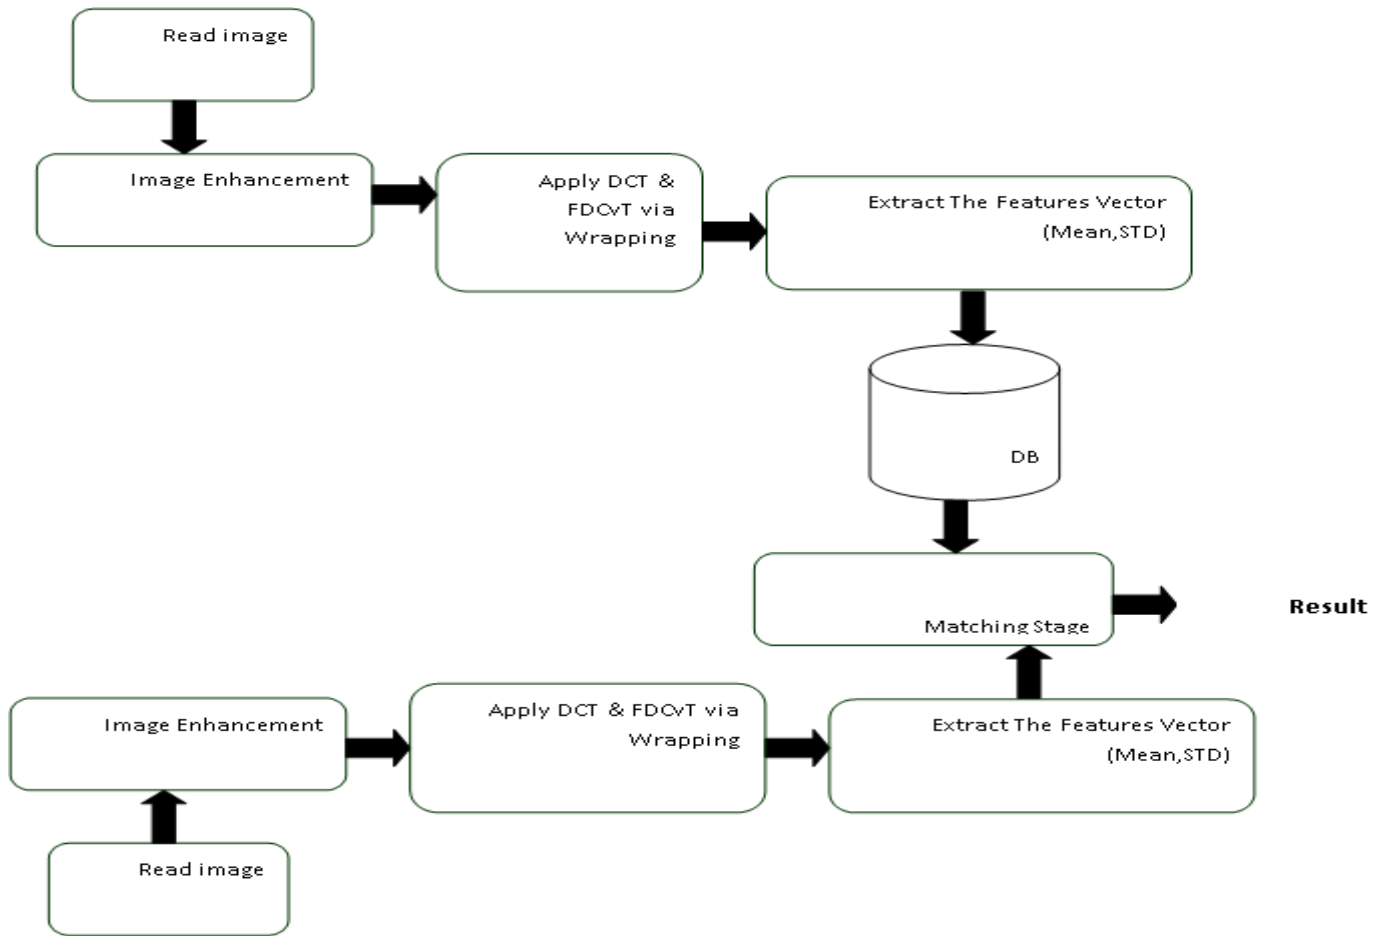 Read image
Image Enhancement
Apply DCT &
FDCvT via
Wrapping
Extract The Features Vector
(Mean,STD)
DB
Matching Stage
Result
Image Enhancement
Apply DCT & FDCvT via
Wrapping
Extract The Features Vector
(Mean,STD)
Read image